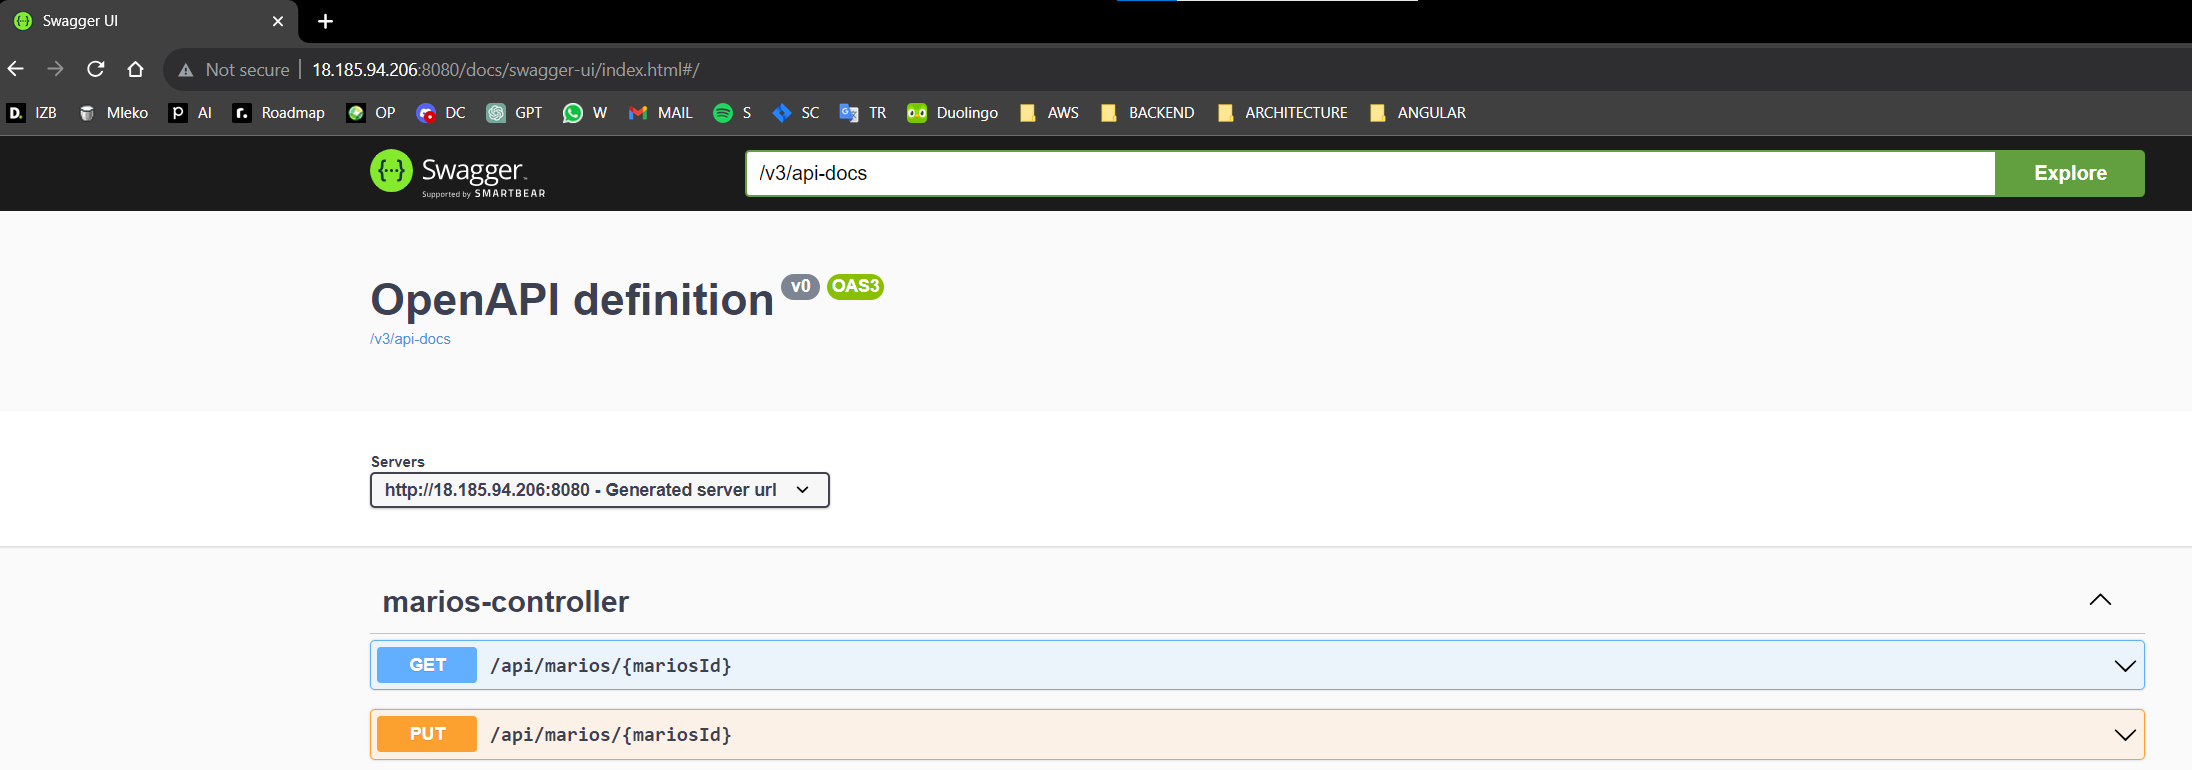 Swagger UI
Not secure 18.185.94.206:8080/docs/swagger-ui/index.html#/
IZB Mleko AI Roadmap OP DC GPT W MAIL S SC TR Duolingo AWS BACKEND ARCHITECTURE ANGULAR
Swagger
Supported by SMARTBEAR
/v3/api-docs
Explore
OpenAPI definition v0 OAS3
/v3/api-docs
Servers
http://18.185.94.206:8080 - Generated server url
marios-controller
GET /api/marios/{mariosId}
PUT /api/marios/{mariosId}